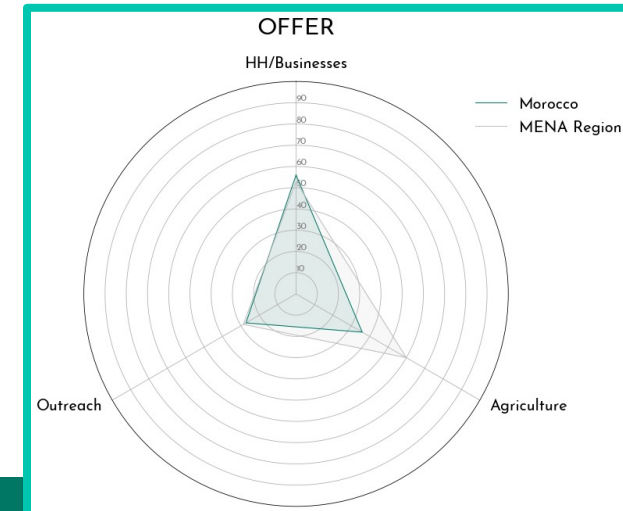 OFFER
HH/Businesses
Morocco
MENA Region
90
80
70
60
50
40
30
20
10
Outreach
Agriculture